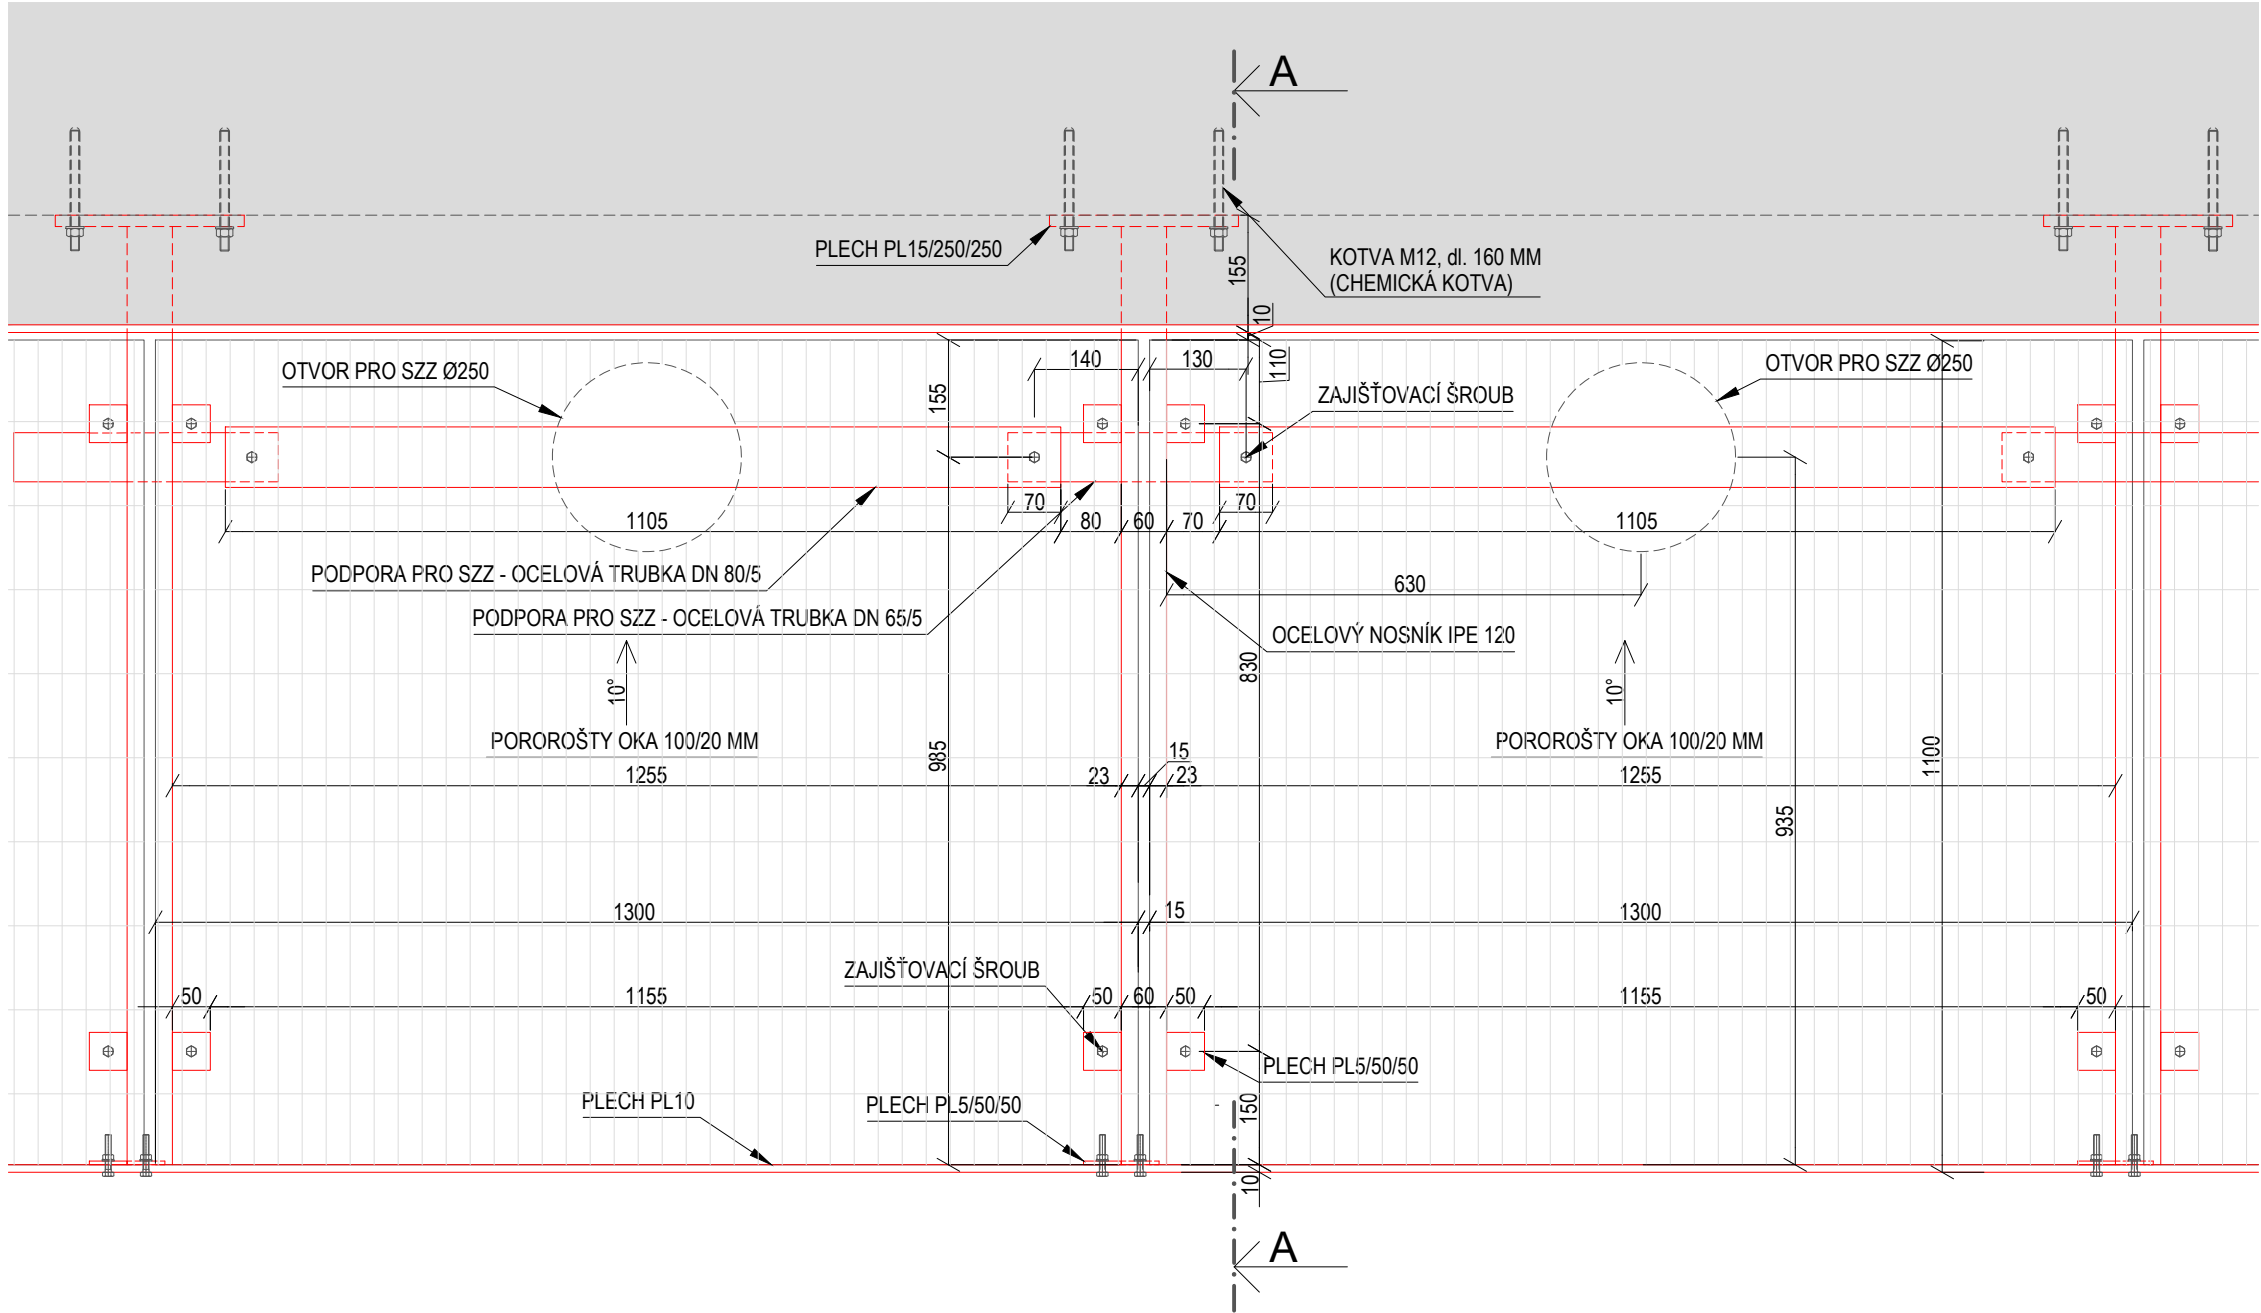 A
PLECH PL15/250/250
155
KOTVA M12, dl. 160 MM
(CHEMICKÁ KOTVA)
10
OTVOR PRO SZZ Ø250
155
140
130
110
ZAJIŠŤOVACÍ ŠROUB
OTVOR PRO SZZ Ø250
1105
70
80
60
70
70
1105
PODPORA PRO SZZ - OCELOVÁ TRUBKA DN 80/5
630
PODPORA PRO SZZ - OCELOVÁ TRUBKA DN 65/5
OCELOVÝ NOSNÍK IPE 120
10°
830
10°
POROROŠTY OKA 100/20 MM
985
15
POROROŠTY OKA 100/20 MM
1100
1255
23
23
1255
935
1300
15
1300
ZAJIŠŤOVACÍ ŠROUB
50
1155
50
60
50
1155
50
PLECH PL5/50/50
PLECH PL10
PLECH PL5/50/50
150
10
A